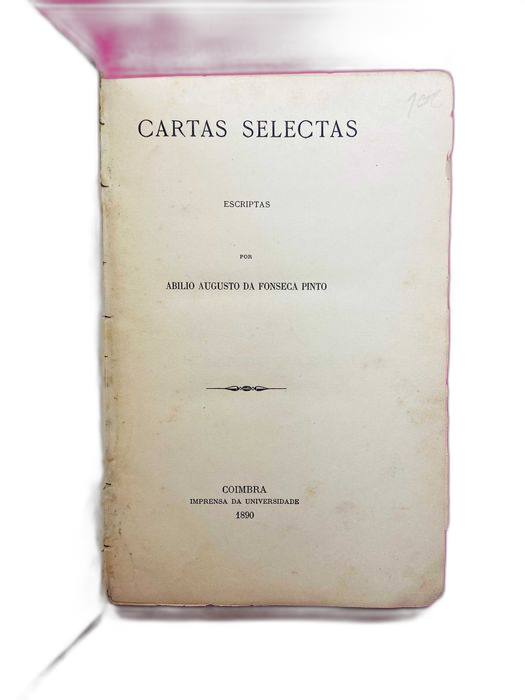 CARTAS SELECTAS
ESCRIPTAS
POR
ABILIO AUGUSTO DA FONSECA PINTO
COIMBRA
IMPRENSA DA UNIVERSIDADE
1890